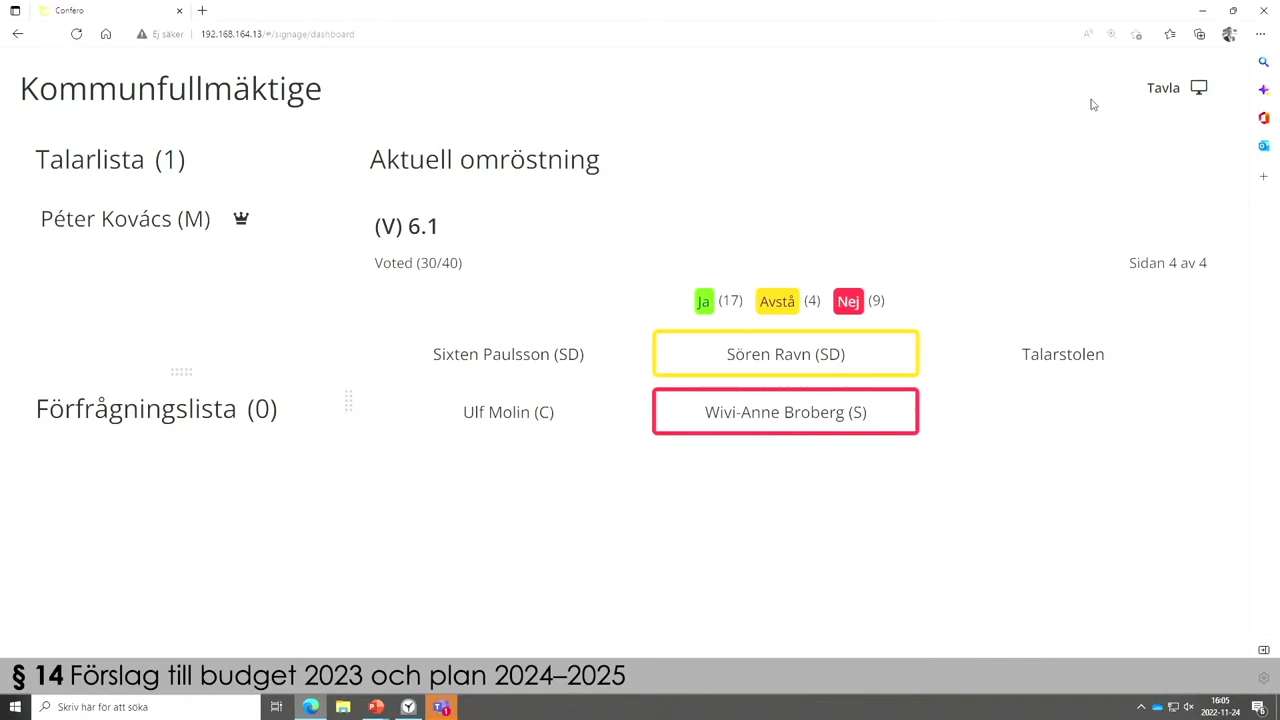 Confero
Ej säker
192.168.164.13/#/signage/dashboard
Kommunfullmäktige
Tavla
Talarlista (1)
Aktuell omröstning
Péter Kovács (M)
(V) 6.1
Voted (30/40)
Sidan 4 av 4
Ja (17) Avstå (4) Nej (9)
Sixten Paulsson (SD)
Sören Ravn (SD)
Talarstolen
Förfrågningslista (0)
Ulf Molin (C)
Wivi-Anne Broberg (S)
§ 14 Förslag till budget 2023 och plan 2024–2025
Skriv här för att söka
16:05
2022-11-24
6